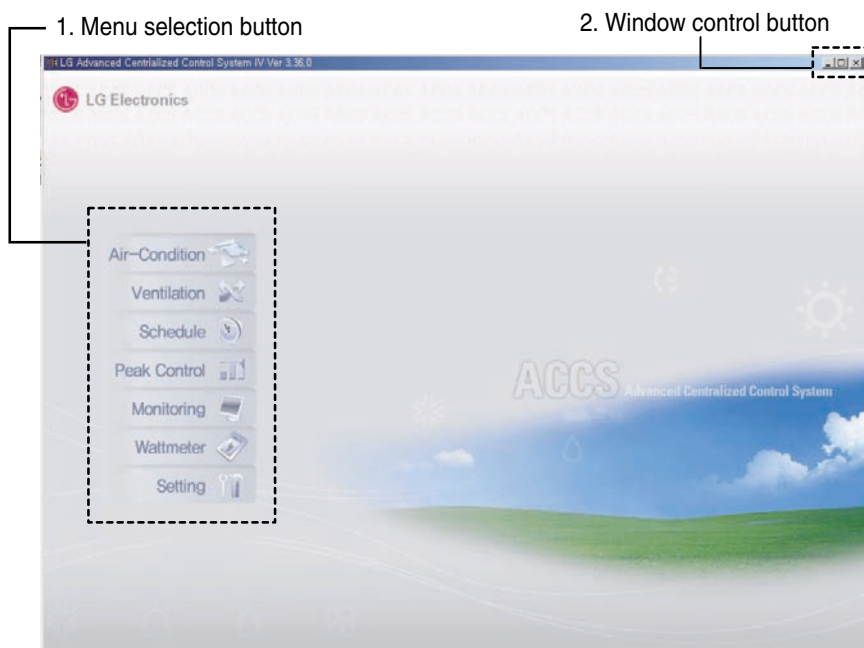 1. Menu selection button
2. Window control button
LG Advanced Centrialized Control System IV Ver 3.36.0
LG Electronics
Air-Condition
Ventilation
Schedule
Peak Control
Monitoring
Wattmeter
Setting
ACCS Advanced Centralized Control System